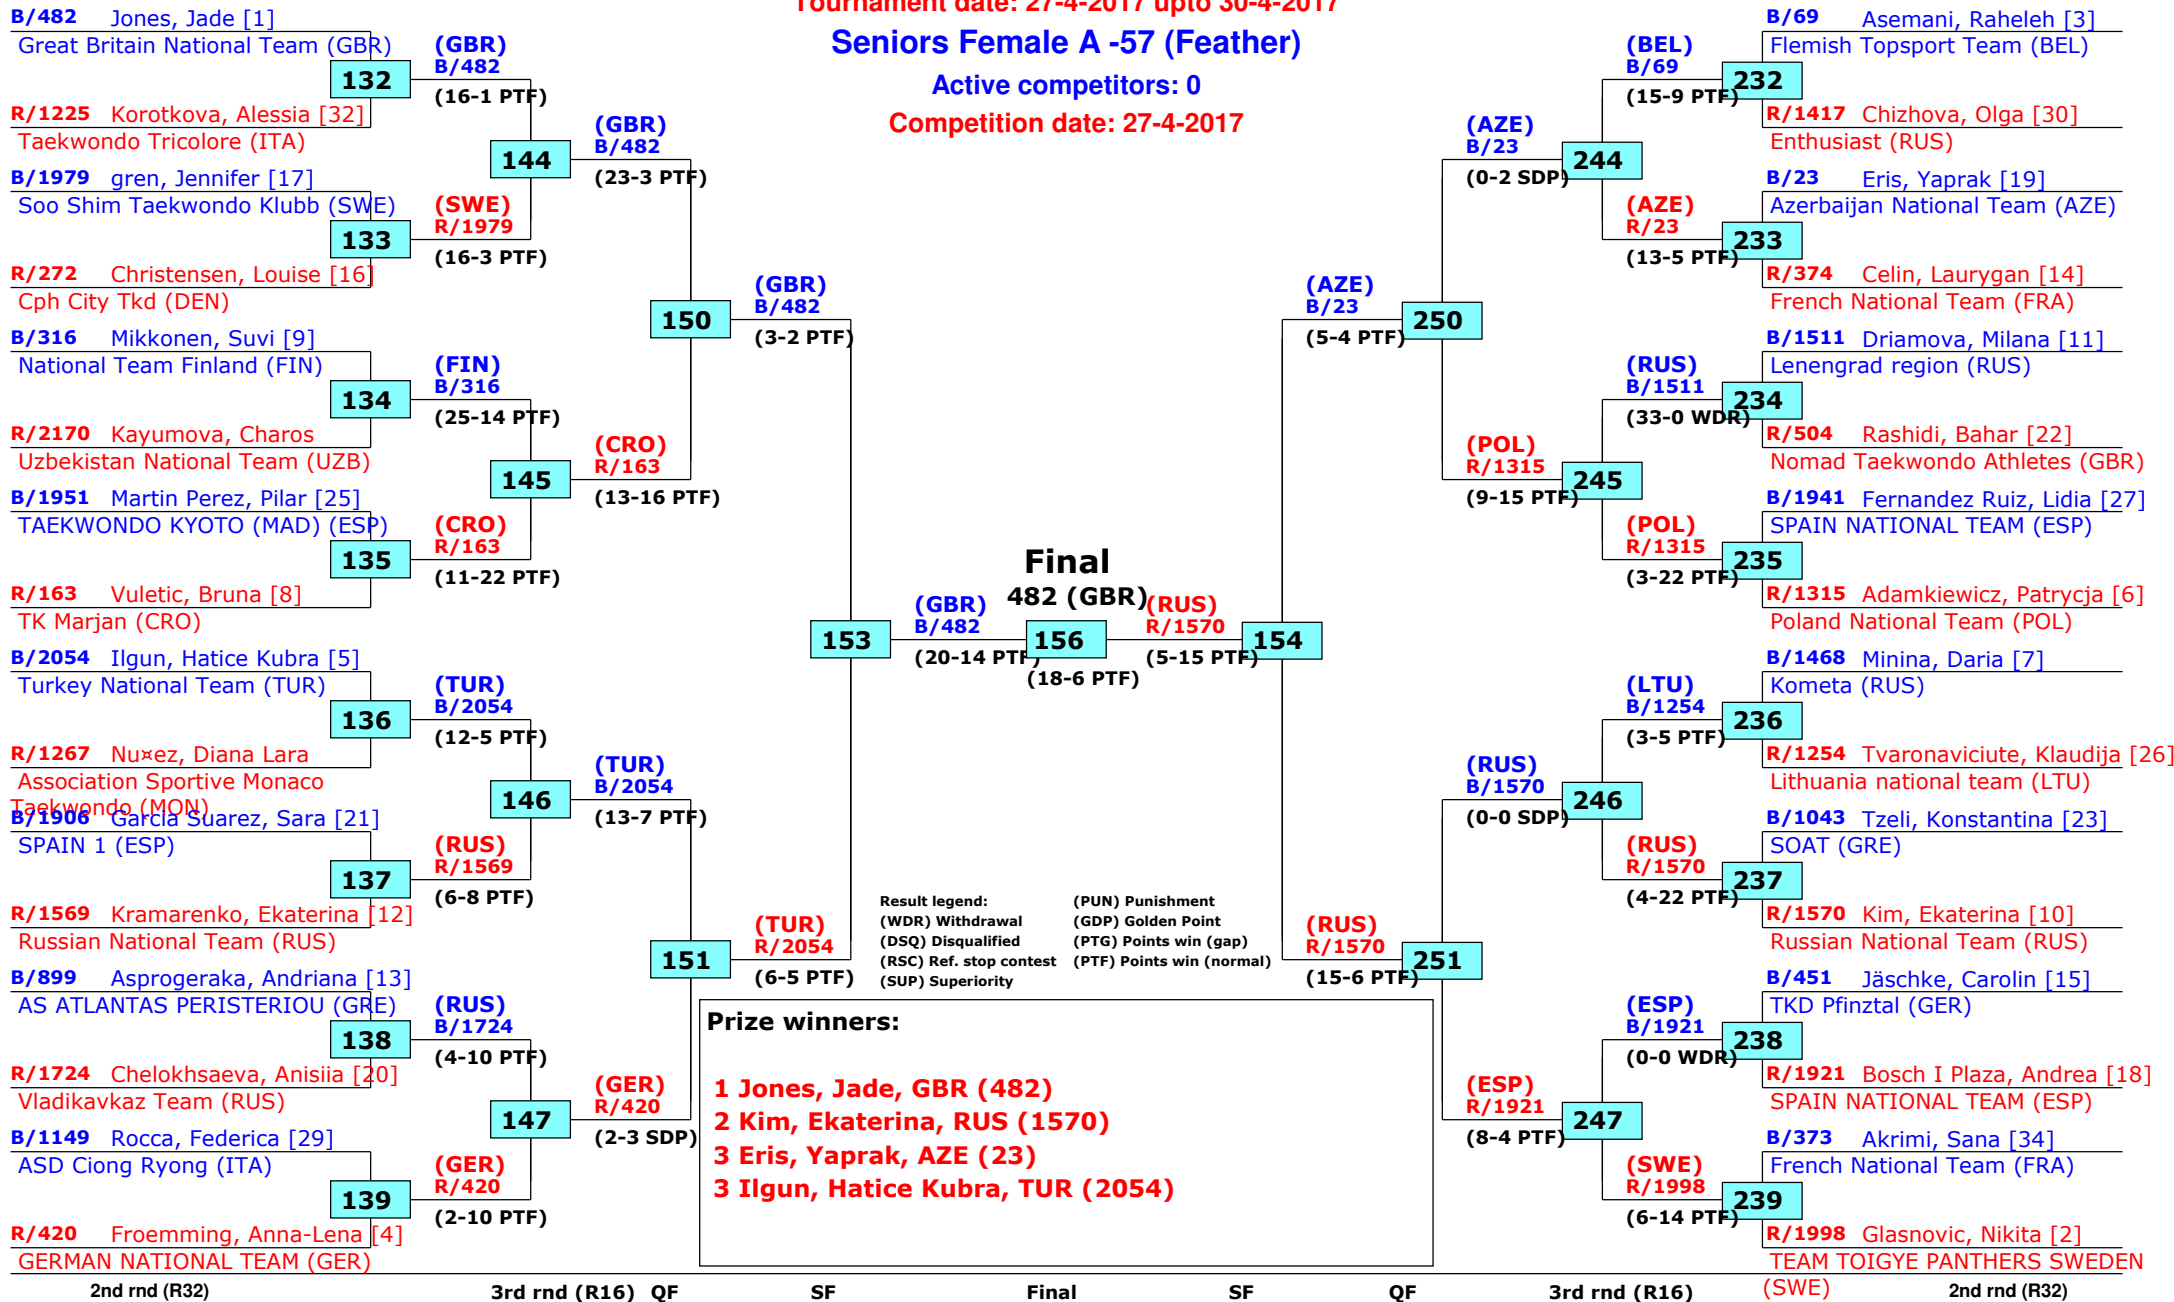 Tournament date: 27-4-2017 upto 30-4-2017
Seniors Female A -57 (Feather)
Active competitors: 0
Competition date: 27-4-2017
B/482 Jones, Jade [1]
Great Britain National Team (GBR)
132
R/1225 Korotkova, Alessia [32]
Taekwondo Tricolore (ITA)
B/1979 gren, Jennifer [17]
Soo Shim Taekwondo Klubb (SWE)
133
R/272 Christensen, Louise [16]
Cph City Tkd (DEN)
B/316 Mikkonen, Suvi [9]
National Team Finland (FIN)
134
R/2170 Kayumova, Charos
Uzbekistan National Team (UZB)
B/1951 Martin Perez, Pilar [25]
TAEKWONDO KYOTO (MAD) (ESP)
135
R/163 Vuletic, Bruna [8]
TK Marjan (CRO)
B/2054 Ilgun, Hatice Kubra [5]
Turkey National Team (TUR)
136
R/1267 Nu¤ez, Diana Lara
Association Sportive Monaco
Taekwondo (MON)
B/1906 Garcia Suarez, Sara [21]
SPAIN 1 (ESP)
137
R/1569 Kramarenko, Ekaterina [12]
Russian National Team (RUS)
B/899 Asprogeraka, Andriana [13]
AS ATLANTAS PERISTERIOU (GRE)
138
R/1724 Chelokhsaeva, Anisiia [20]
Vladikavkaz Team (RUS)
B/1149 Rocca, Federica [29]
ASD Ciong Ryong (ITA)
139
R/420 Froemming, Anna-Lena [4]
GERMAN NATIONAL TEAM (GER)
(GBR)
B/482
(16-1 PTF)
144
(SWE)
R/1979
(16-3 PTF)
(FIN)
B/316
(25-14 PTF)
145
(CRO)
R/163
(11-22 PTF)
(TUR)
B/2054
(12-5 PTF)
146
(RUS)
R/1569
(6-8 PTF)
(RUS)
B/1724
(4-10 PTF)
147
(GER)
R/420
(2-10 PTF)
(GBR)
B/482
(23-3 PTF)
150
(CRO)
R/163
(13-16 PTF)
(TUR)
B/2054
(13-7 PTF)
151
(GER)
R/420
(2-3 SDP)
(GBR)
B/482
(3-2 PTF)
153
(TUR)
R/2054
(6-5 PTF)
(GBR)
B/482
(20-14 PTF)
Final
482 (GBR)
156
(18-6 PTF)
(RUS)
R/1570
(5-15 PTF)
154
(AZE)
B/23
(5-4 PTF)
250
(RUS)
R/1570
(15-6 PTF)
251
(AZE)
B/23
(0-2 SDP)
244
(POL)
R/1315
(9-15 PTF)
245
(RUS)
B/1570
(0-0 SDP)
246
(ESP)
R/1921
(8-4 PTF)
247
(BEL)
B/69
(15-9 PTF)
(AZE)
R/23
(13-5 PTF)
(RUS)
B/1511
(33-0 WDR)
(POL)
R/1315
(3-22 PTF)
(LTU)
B/1254
(3-5 PTF)
(RUS)
R/1570
(4-22 PTF)
(ESP)
B/1921
(0-0 WDR)
(SWE)
R/1998
(6-14 PTF)
B/69 Asemani, Raheleh [3]
Flemish Topsport Team (BEL)
232
R/1417 Chizhova, Olga [30]
Enthusiast (RUS)
B/23 Eris, Yaprak [19]
Azerbaijan National Team (AZE)
233
R/374 Celin, Laurygan [14]
French National Team (FRA)
B/1511 Driamova, Milana [11]
Lenengrad region (RUS)
234
R/504 Rashidi, Bahar [22]
Nomad Taekwondo Athletes (GBR)
B/1941 Fernandez Ruiz, Lidia [27]
SPAIN NATIONAL TEAM (ESP)
235
R/1315 Adamkiewicz, Patrycja [6]
Poland National Team (POL)
B/1468 Minina, Daria [7]
Kometa (RUS)
236
R/1254 Tvaronaviciute, Klaudija [26]
Lithuania national team (LTU)
B/1043 Tzeli, Konstantina [23]
SOAT (GRE)
237
R/1570 Kim, Ekaterina [10]
Russian National Team (RUS)
B/451 Jäschke, Carolin [15]
TKD Pfinztal (GER)
238
R/1921 Bosch I Plaza, Andrea [18]
SPAIN NATIONAL TEAM (ESP)
B/373 Akrimi, Sana [34]
French National Team (FRA)
239
R/1998 Glasnovic, Nikita [2]
TEAM TOIGYE PANTHERS SWEDEN
(SWE)
Result legend: (PUN) Punishment
(WDR) Withdrawal (GDP) Golden Point
(DSQ) Disqualified (PTG) Points win (gap)
(RSC) Ref. stop contest (PTF) Points win (normal)
(SUP) Superiority
Prize winners:
1 Jones, Jade, GBR (482)
2 Kim, Ekaterina, RUS (1570)
3 Eris, Yaprak, AZE (23)
3 Ilgun, Hatice Kubra, TUR (2054)
2nd rnd (R32) 3rd rnd (R16) QF SF Final SF QF 3rd rnd (R16) 2nd rnd (R32)